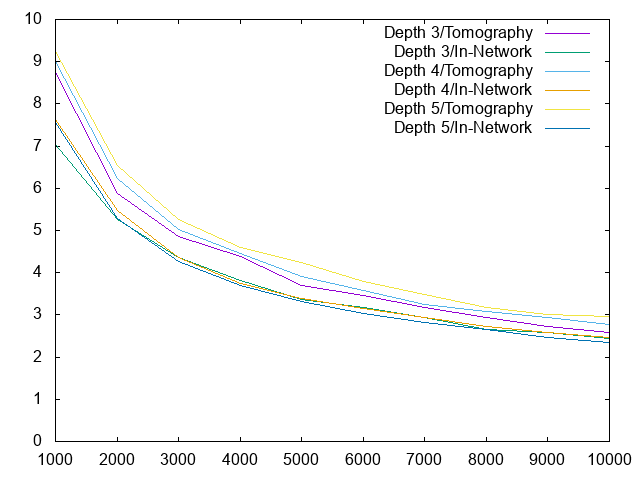 10
9
8
7
6
5
4
3
2
1
0
1000 2000 3000 4000 5000 6000 7000 8000 9000 10000
Depth 3/Tomography
Depth 3/In-Network
Depth 4/Tomography
Depth 4/In-Network
Depth 5/Tomography
Depth 5/In-Network